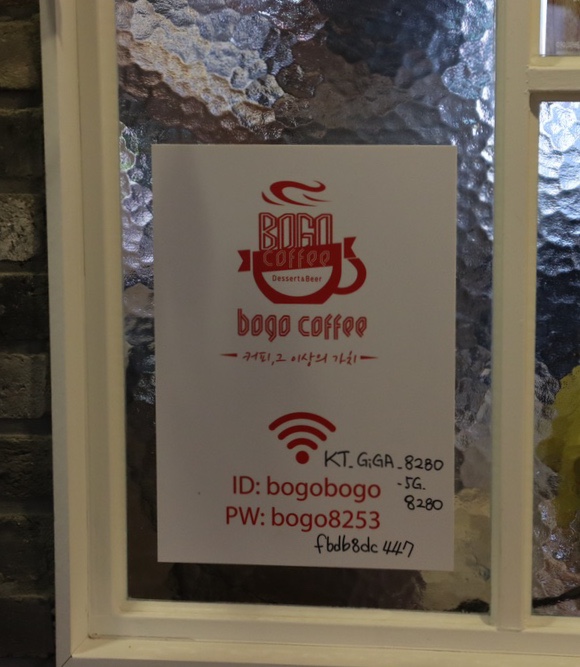 BOGO
coffee
Dessert&Beer
bogo coffee
커피, 그 이상의 가치
KT_GiGA_8280
ID: bogobogo
-5G_
8280
PW: bogo8253
fbdb8dc447